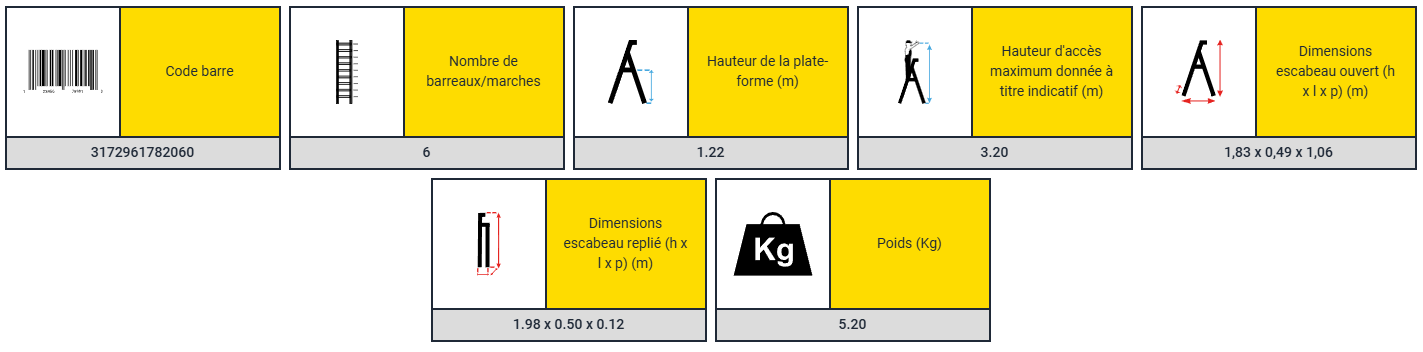 Code barre
3172961782060
Nombre de
barreaux/marches
6
Hauteur de la plate-
forme (m)
1.22
Hauteur d'accès
maximum donnée à
titre indicatif (m)
3.20
Dimensions
escabeau ouvert (h
x l x p) (m)
1,83 x 0,49 x 1,06
Dimensions
escabeau replié (h x
l x p) (m)
1.98 x 0.50 x 0.12
Kg
Poids (Kg)
5.20